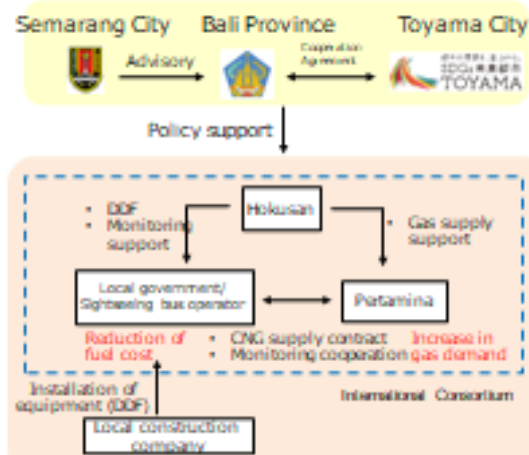 Semarang City
Bali Province
Toyama City
Advisory
Cooperation
Agreement
TOYAMA
Policy support
• DDF
• Monitoring
support
Hokusan
• Gas supply
support
Local government/
Sightseeing bus operator
Pertamina
Reduction of
fuel cost
• CNG supply contract
• Monitoring cooperation
Increase in
gas demand
Installation of
equipment (DDF)
International Consortium
Local construction
company